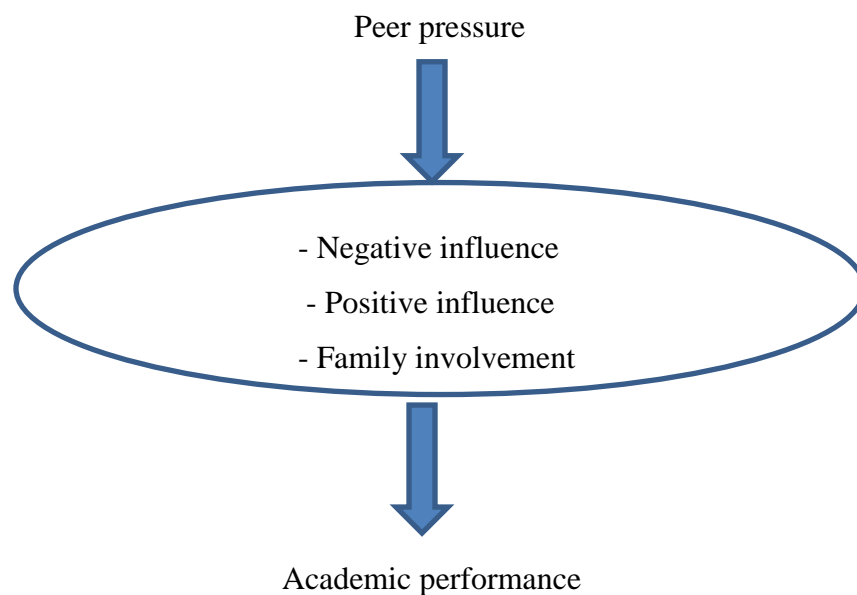 Peer pressure
- Negative influence
- Positive influence
- Family involvement
Academic performance